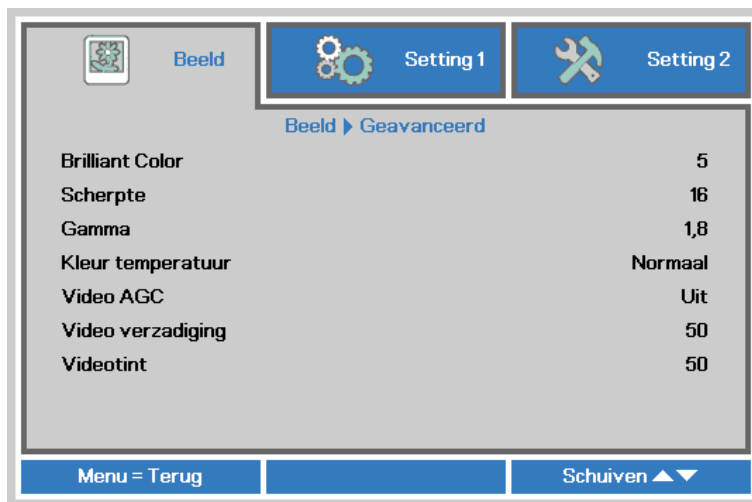 Beeld
Setting 1
Setting 2
Beeld Geavanceerd
Brilliant Color 5
Scherpte 16
Gamma 1,8
Kleur temperatuur Normaal
Video AGC Uit
Video verzadiging 50
Videotint 50
Menu = Terug
Schuiven